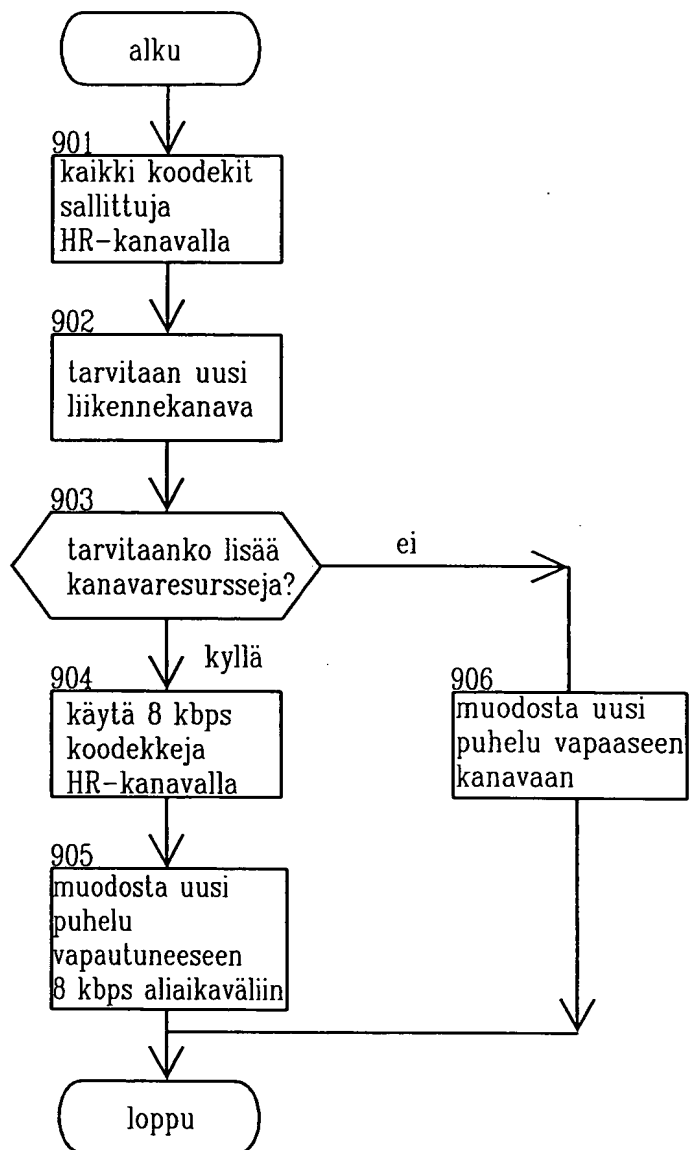 alku
901
kaikki koodekit
sallittuja
HR-kanavalla
902
tarvitaan uusi
liikennekanava
903
tarvitaanko lisää
kanavaresursseja?
ei
kyllä
904
käytä 8 kbps
koodekkeja
HR-kanavalla
906
muodosta uusi
puhelu vapaaseen
kanavaan
905
muodosta uusi
puhelu
vapautuneeseen
8 kbps aliaikaväliin
loppu